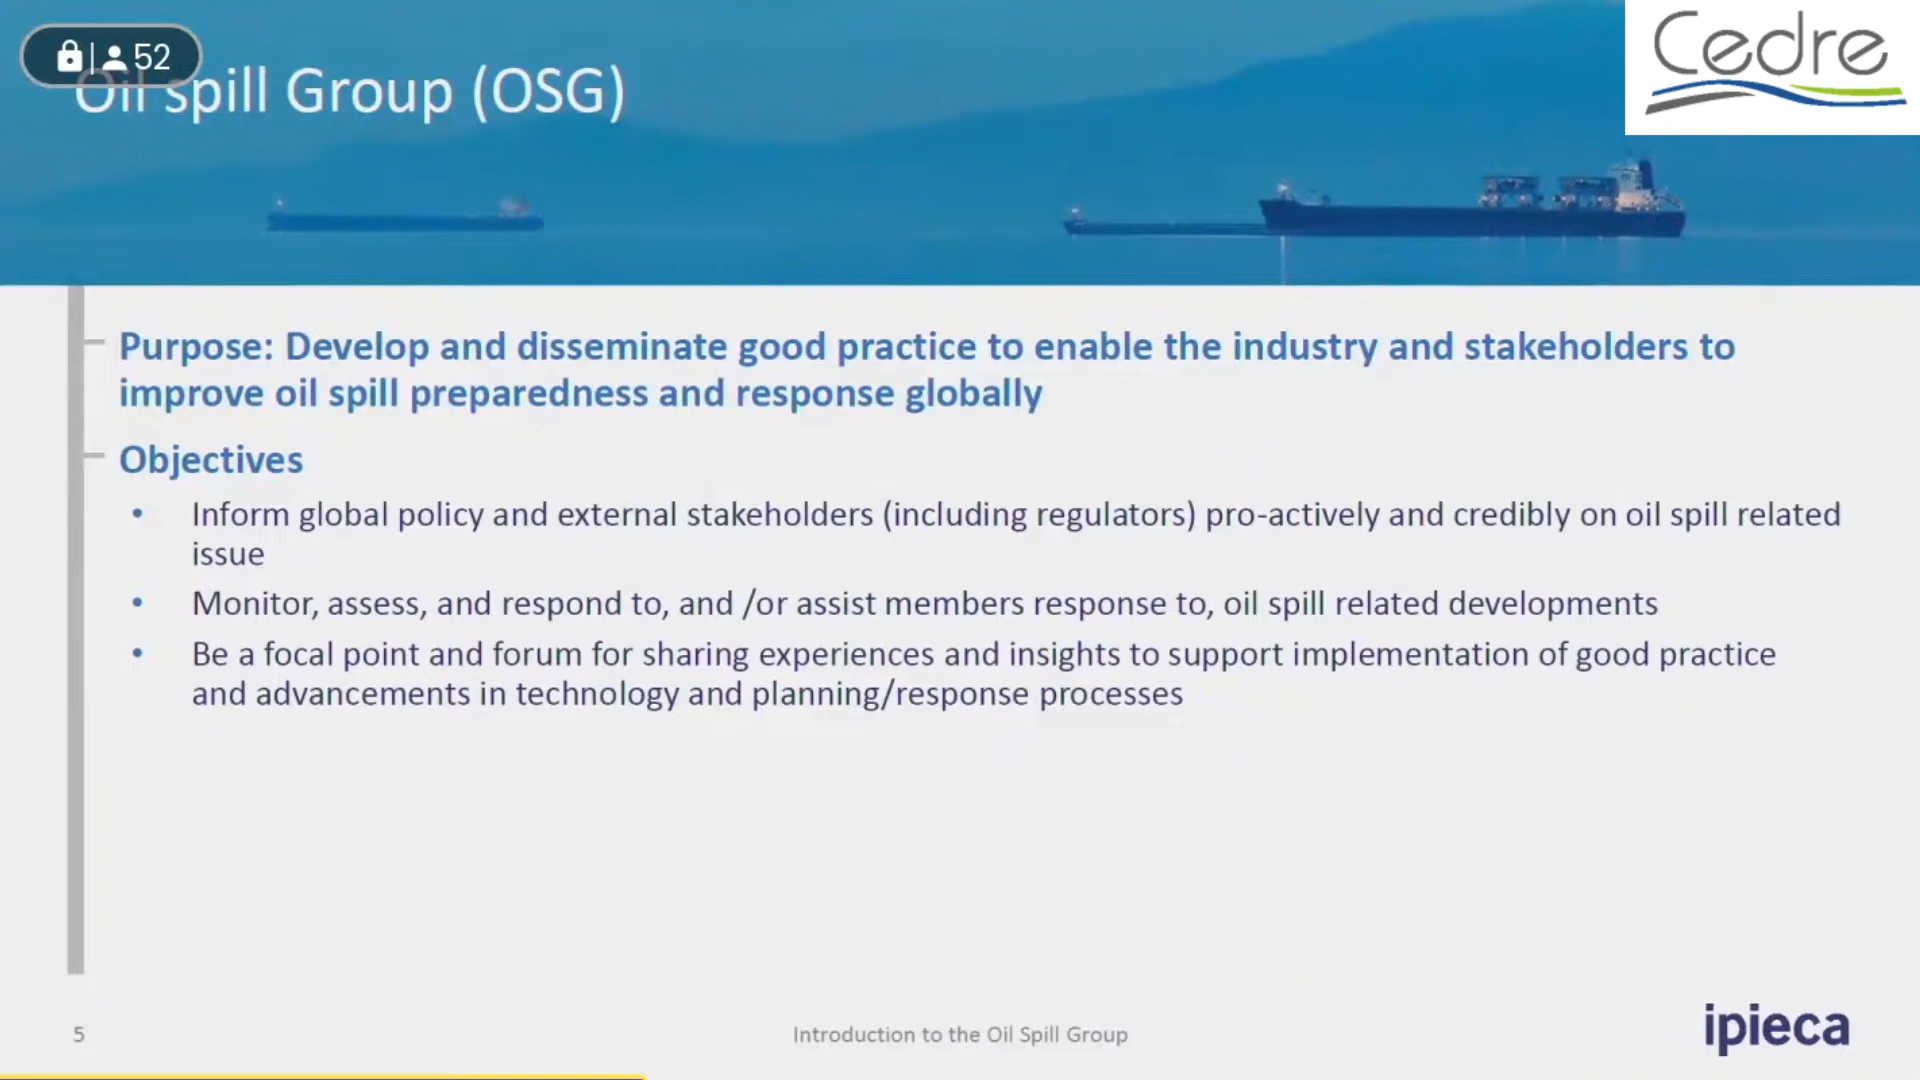 52
Cedre
Oil spill Group (OSG)
Purpose: Develop and disseminate good practice to enable the industry and stakeholders to
improve oil spill preparedness and response globally
Objectives
• Inform global policy and external stakeholders (including regulators) pro-actively and credibly on oil spill related
issue
• Monitor, assess, and respond to, and /or assist members response to, oil spill related developments
• Be a focal point and forum for sharing experiences and insights to support implementation of good practice
and advancements in technology and planning/response processes
5
Introduction to the Oil Spill Group
ipieca